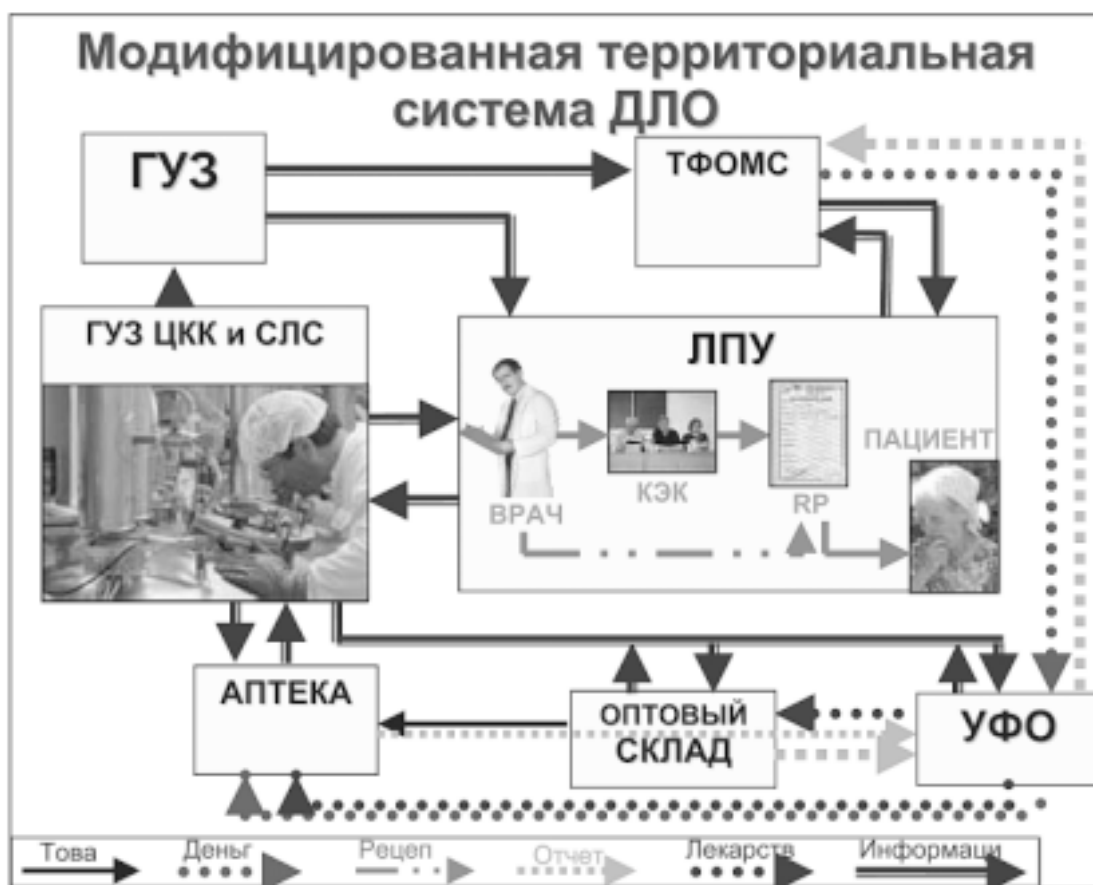 Модифицированная территориальная
система ДЛО
ГУЗ
ТФОМС
ГУЗ ЦКК и СЛС
ЛПУ
ПАЦИЕНТ
КЭК
ВРАЧ
RP
АПТЕКА
ОПТОВЫЙ
СКЛАД
УФО
Това
Деньг
Рецеп
Отчет
Лекарств
Информаци